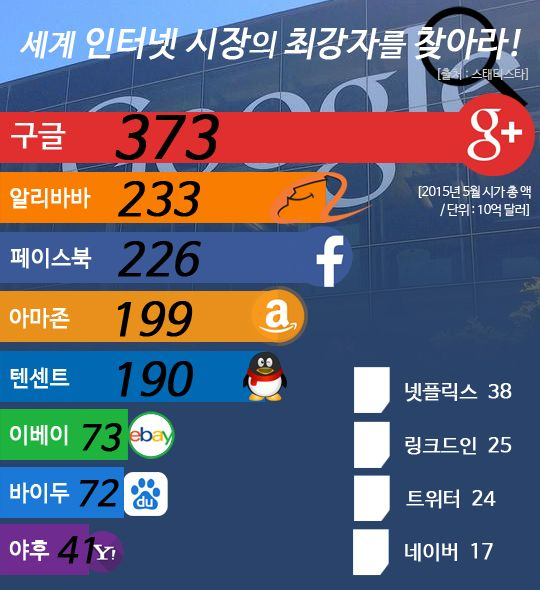 세계 인터넷 시장의 최강자를 찾아라!
[출처 : 스태티스타]
Google
구글 373 g+
[2015년 5월 시가 총 액
/ 단위 : 10억 달러]
알리바바 233
페이스북 226 f
아마존 199 a
텐센트 190
이베이 73 ebay
바이두 72 du
야후 41 Y!
넷플릭스 38
링크드인 25
트위터 24
네이버 17